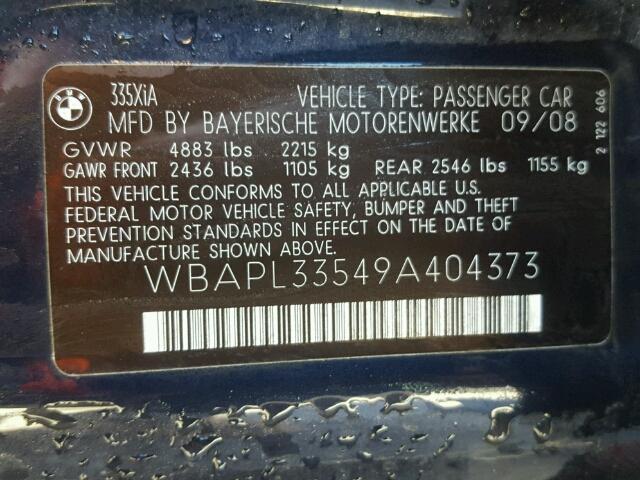 BMW
335XiA VEHICLE TYPE: PASSENGER CAR
MFD BY BAYERISCHE MOTORENWERKE 09/08
GVWR 4883 lbs 2215 kg
GAWR FRONT 2436 lbs 1105 kg REAR 2546 lbs 1155 kg
THIS VEHICLE CONFORMS TO ALL APPLICABLE U.S.
FEDERAL MOTOR VEHICLE SAFETY, BUMPER AND THEFT
PREVENTION STANDARDS IN EFFECT ON THE DATE OF
MANUFACTURE SHOWN ABOVE.
WBAPL33549A404373
2 122 606